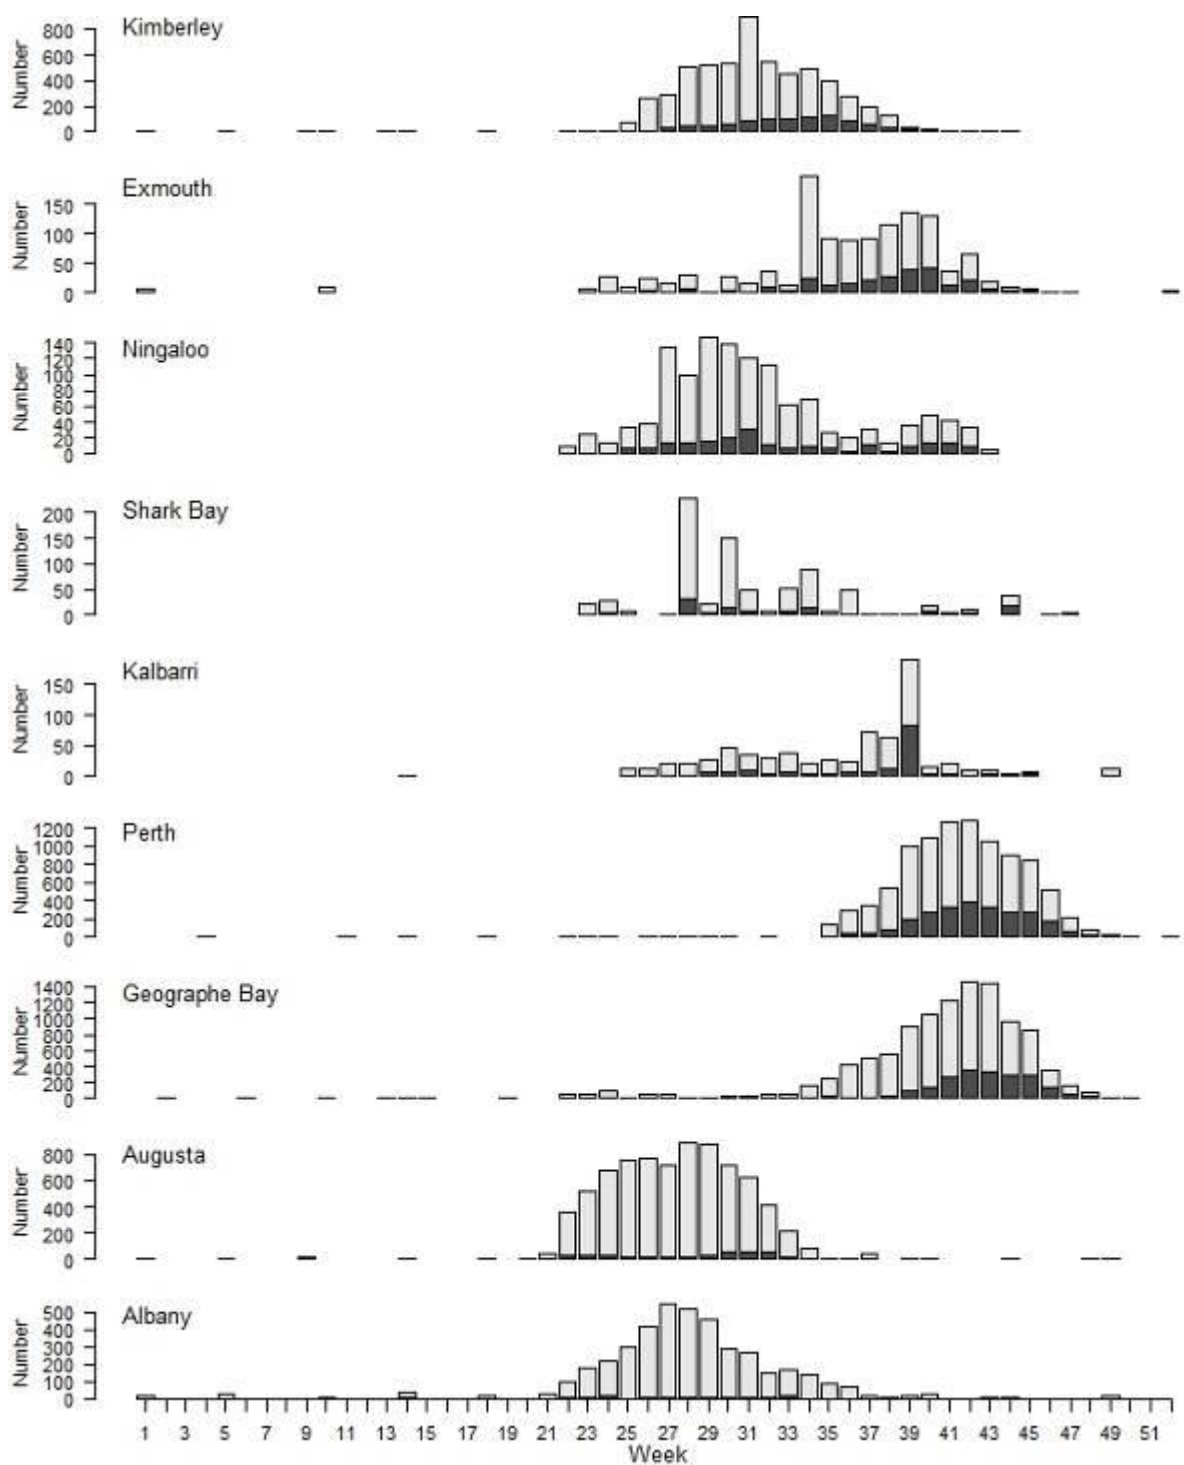 Kimberley
Number
800
600
400
200
0
Exmouth
Number
150
100
50
0
Ningaloo
Number
140
120
100
80
60
40
20
0
Shark Bay
Number
200
150
100
50
0
Kalbarri
Number
150
100
50
0
Perth
Number
1200
1000
800
600
400
200
0
Geographe Bay
Number
1400
1200
1000
800
600
400
200
0
Augusta
Number
800
600
400
200
0
Albany
Number
500
400
300
200
100
0
1 3 5 7 9 11 13 15 17 19 21 23 25 27 29 31 33 35 37 39 41 43 45 47 49 51
Week